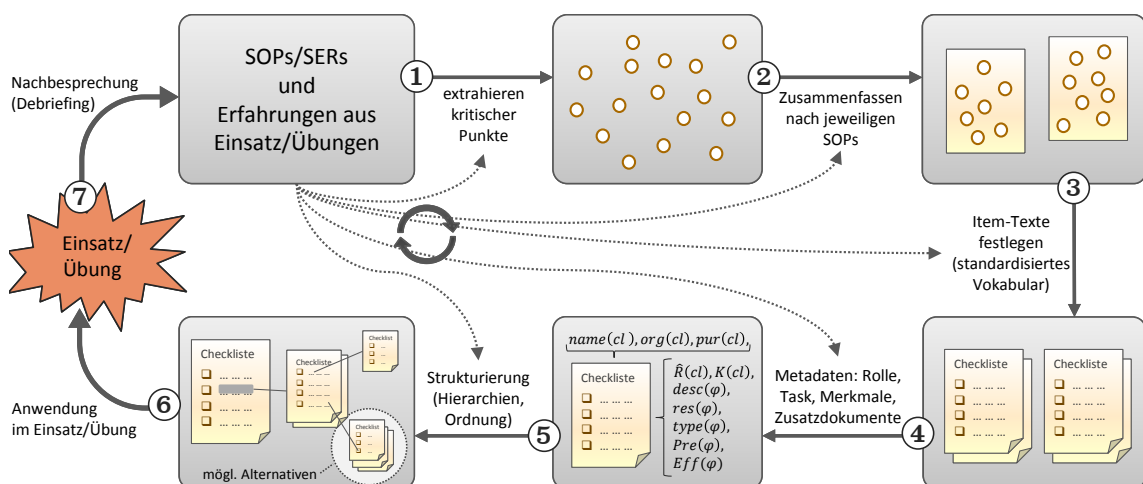 SOPs/SERs
und
Erfahrungen aus
Einsatz/Übungen
1
extrahieren
kritischer
Punkte
2
Zusammenfassen
nach jeweiligen
SOPs
3
Item-Texte
festlegen
(standardisiertes
Vokabular)
Checkliste
... ... ...
... ... ...
... ... ...
... ... ...
Checkliste
... ... ...
... ... ...
... ... ...
... ... ...
4
Metadaten: Rolle,
Task, Merkmale,
Zusatzdokumente
name(cl), org(cl), pur(cl),
R̂(cl), K(cl),
desc(φ),
res(φ),
type(φ),
Pre(φ),
Eff(φ)
Checkliste
... ... ...
... ... ...
... ... ...
... ... ...
5
Strukturierung
(Hierarchien,
Ordnung)
Checkliste
... ... ...
... ... ...
... ... ...
Checkliste
... ... ...
... ... ...
... ... ...
... ... ...
Checklist
... ...
...
... ...
Checklist
...
...
...
mögl. Alternativen
6
Anwendung
im Einsatz/Übung
Einsatz/
Übung
7
Nachbesprechung
(Debriefing)